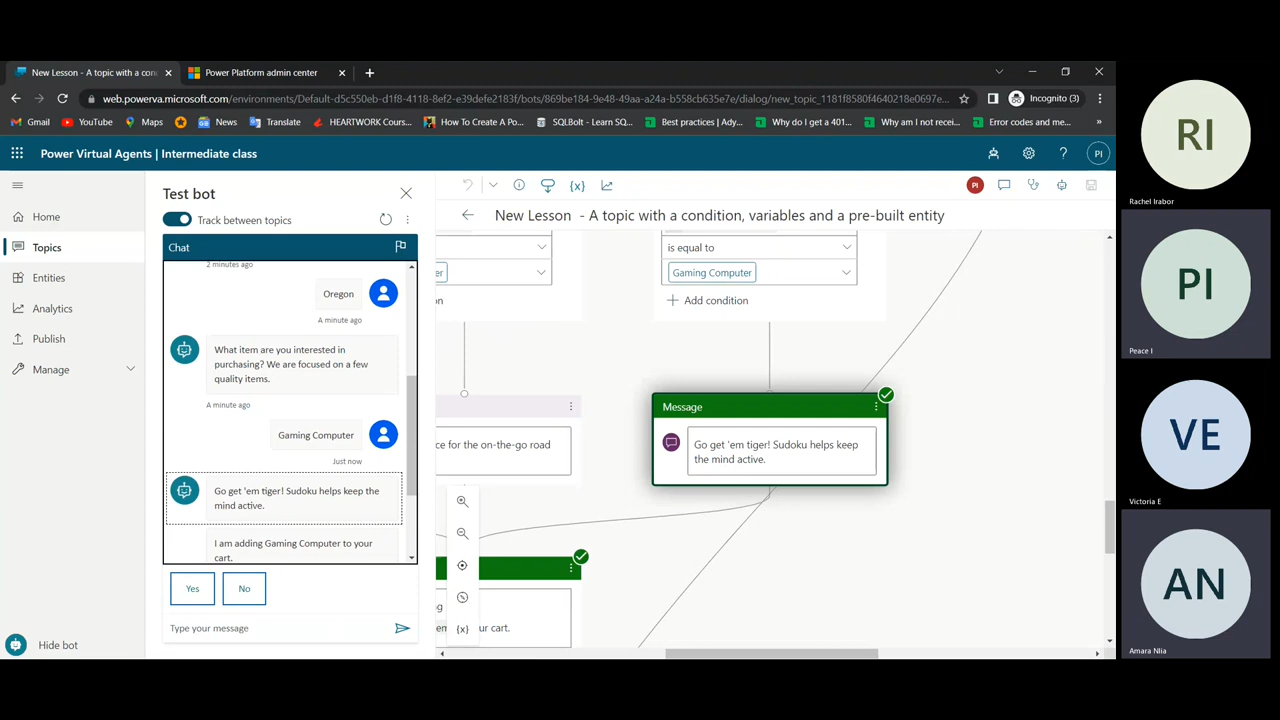 New Lesson - A topic with a con
Power Platform admin center
web.powerva.microsoft.com/environments/Default-d5c550eb-d1f8-4118-8ef2-e39defe2183f/bots/869be184-9e48-49aa-a24a-b558cb635e7e/dialog/new_topic_1181f8580f4640218e0697e...
Incognito (3)
Gmail
YouTube
Maps
News
Translate
HEARTWORK Cours...
How To Create A Po...
SQLBolt - Learn SQ...
Best practices | Ady...
Why do I get a 401...
Why am I not recei...
Error codes and me...
Power Virtual Agents | Intermediate class
PI
Home
Topics
Entities
Analytics
Publish
Manage
Hide bot
Test bot
Track between topics
Chat
2 minutes ago
Oregon
A minute ago
What item are you interested in
purchasing? We are focused on a few
quality items.
A minute ago
Gaming Computer
Just now
Go get 'em tiger! Sudoku helps keep the
mind active.
I am adding Gaming Computer to your
cart.
Yes
No
Type your message
{x}
PI
New Lesson - A topic with a condition, variables and a pre-built entity
er
on
is equal to
Gaming Computer
Add condition
ce for the on-the-go road
Message
Go get 'em tiger! Sudoku helps keep
the mind active.
ng
em
ur cart.
{x}
RI
Rachel Irabor
PI
Peace I
VE
Victoria E
AN
Amara Nlia